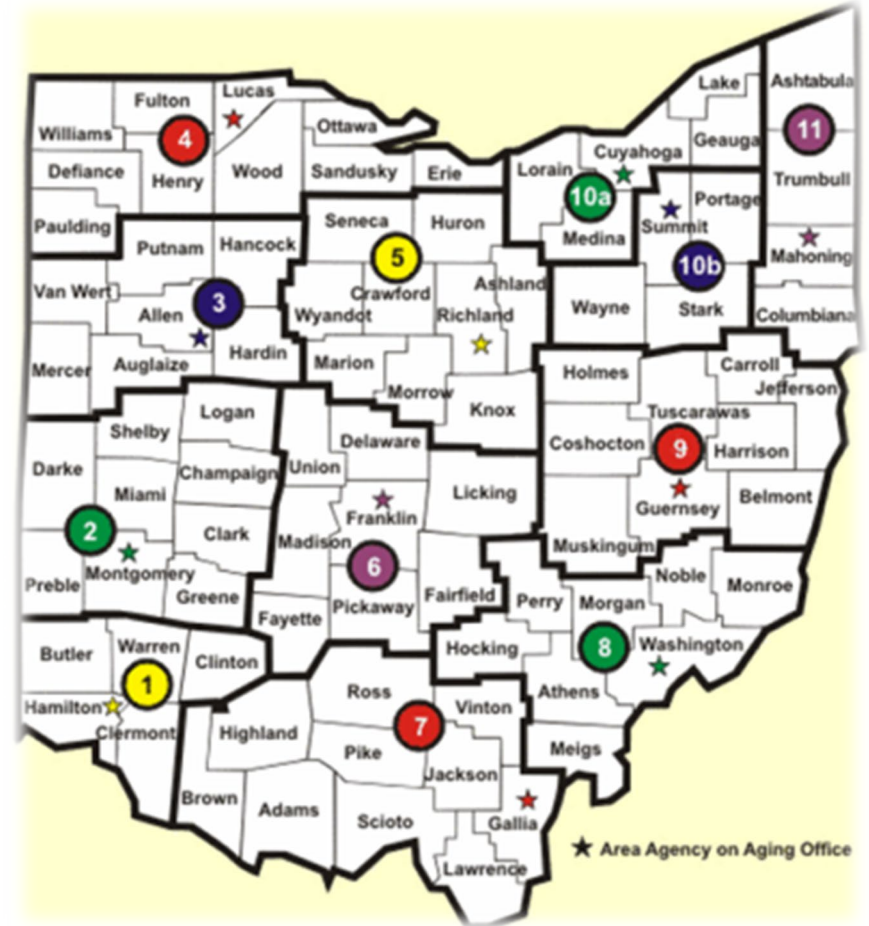 Lake
Ashtabula
Lucas
Fulton
4
Williams
Ottawa
11
Geauga
Cuyahoga
Lorain
Defiance
Henry
Wood
Sandusky
Erie
Trumbull
10a
Portage
Summit
Paulding
Seneca
Huron
Medina
Putnam
Hancock
Mahoning
5
10b
Van Wert
Crawford
Ashland
3
Allen
Wyandot
Richland
Wayne
Stark
Columbiana
Mercer
Auglaize
Hardin
Marion
Holmes
Carroll
Jefferson
Morrow
Knox
Logan
Tuscarawas
Shelby
Delaware
Coshocton
9
Harrison
Darke
Champaign
Union
Miami
Licking
Guernsey
Belmont
Franklin
2
Clark
Madison
Muskingum
6
Montgomery
Preble
Greene
Noble
Monroe
Fairfield
Perry
Morgan
Fayette
Pickaway
Butler
Warren
Clinton
Hocking
8
Washington
1
Ross
Athens
Hamilton
Vinton
Clermont
Highland
7
Pike
Meigs
Jackson
Brown
Adams
Scioto
Gallia
Lawrence
Area Agency on Aging Office